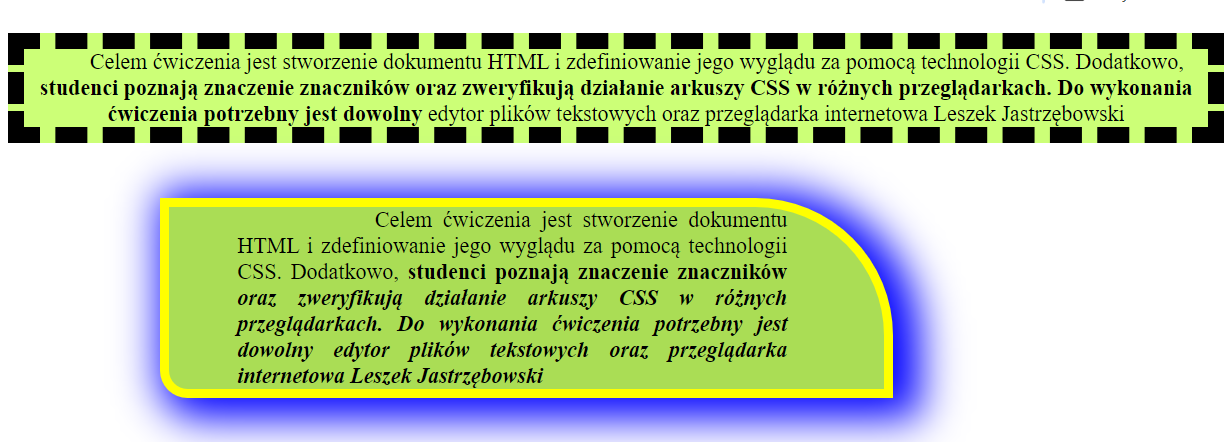 Celem ćwiczenia jest stworzenie dokumentu HTML i zdefiniowanie jego wyglądu za pomocą technologii CSS. Dodatkowo,
studenci poznają znaczenie znaczników oraz zweryfikują działanie arkuszy CSS w różnych przeglądarkach. Do wykonania
ćwiczenia potrzebny jest dowolny edytor plików tekstowych oraz przeglądarka internetowa Leszek Jastrzębowski
Celem ćwiczenia jest stworzenie dokumentu
HTML i zdefiniowanie jego wyglądu za pomocą technologii
CSS. Dodatkowo, studenci poznają znaczenie znaczników
oraz zweryfikują działanie arkuszy CSS w różnych
przeglądarkach. Do wykonania ćwiczenia potrzebny jest
dowolny edytor plików tekstowych oraz przeglądarka
internetowa Leszek Jastrzębowski